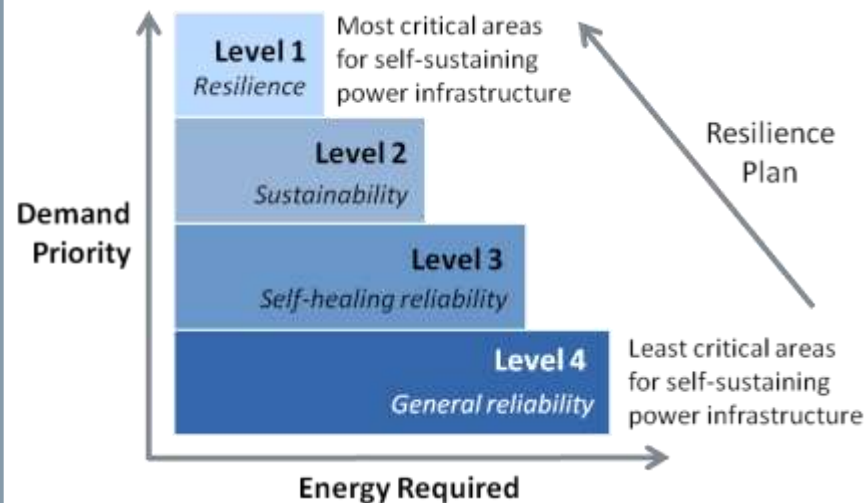 Level 1
Resilience
Most critical areas
for self-sustaining
power infrastructure
Level 2
Sustainability
Resilience
Plan
Demand
Priority
Level 3
Self-healing reliability
Level 4
General reliability
Least critical areas
for self-sustaining
power infrastructure
Energy Required